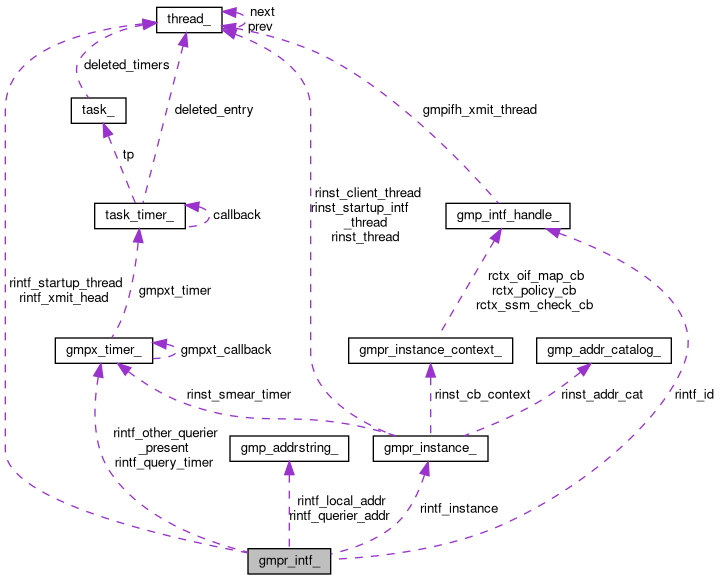 next
thread_
prev
deleted_timers
task_
deleted_entry
gmpifh_xmit_thread
tp
task_timer_
callback
rinst_client_thread
rinst_startup_intf
_thread
rinst_thread
gmp_intf_handle_
rintf_startup_thread
rintf_xmit_head
gmpxt_timer
rctx_oif_map_cb
rctx_policy_cb
rctx_ssm_check_cb
gmpx_timer_
gmpxt_callback
gmpr_instance_context_
gmp_addr_catalog_
rinst_smear_timer
rinst_cb_context
rinst_addr_cat
rintf_id
rintf_other_querier
_present
rintf_query_timer
gmp_addrstring_
gmpr_instance_
rintf_local_addr
rintf_querier_addr
rintf_instance
gmpr_intf_